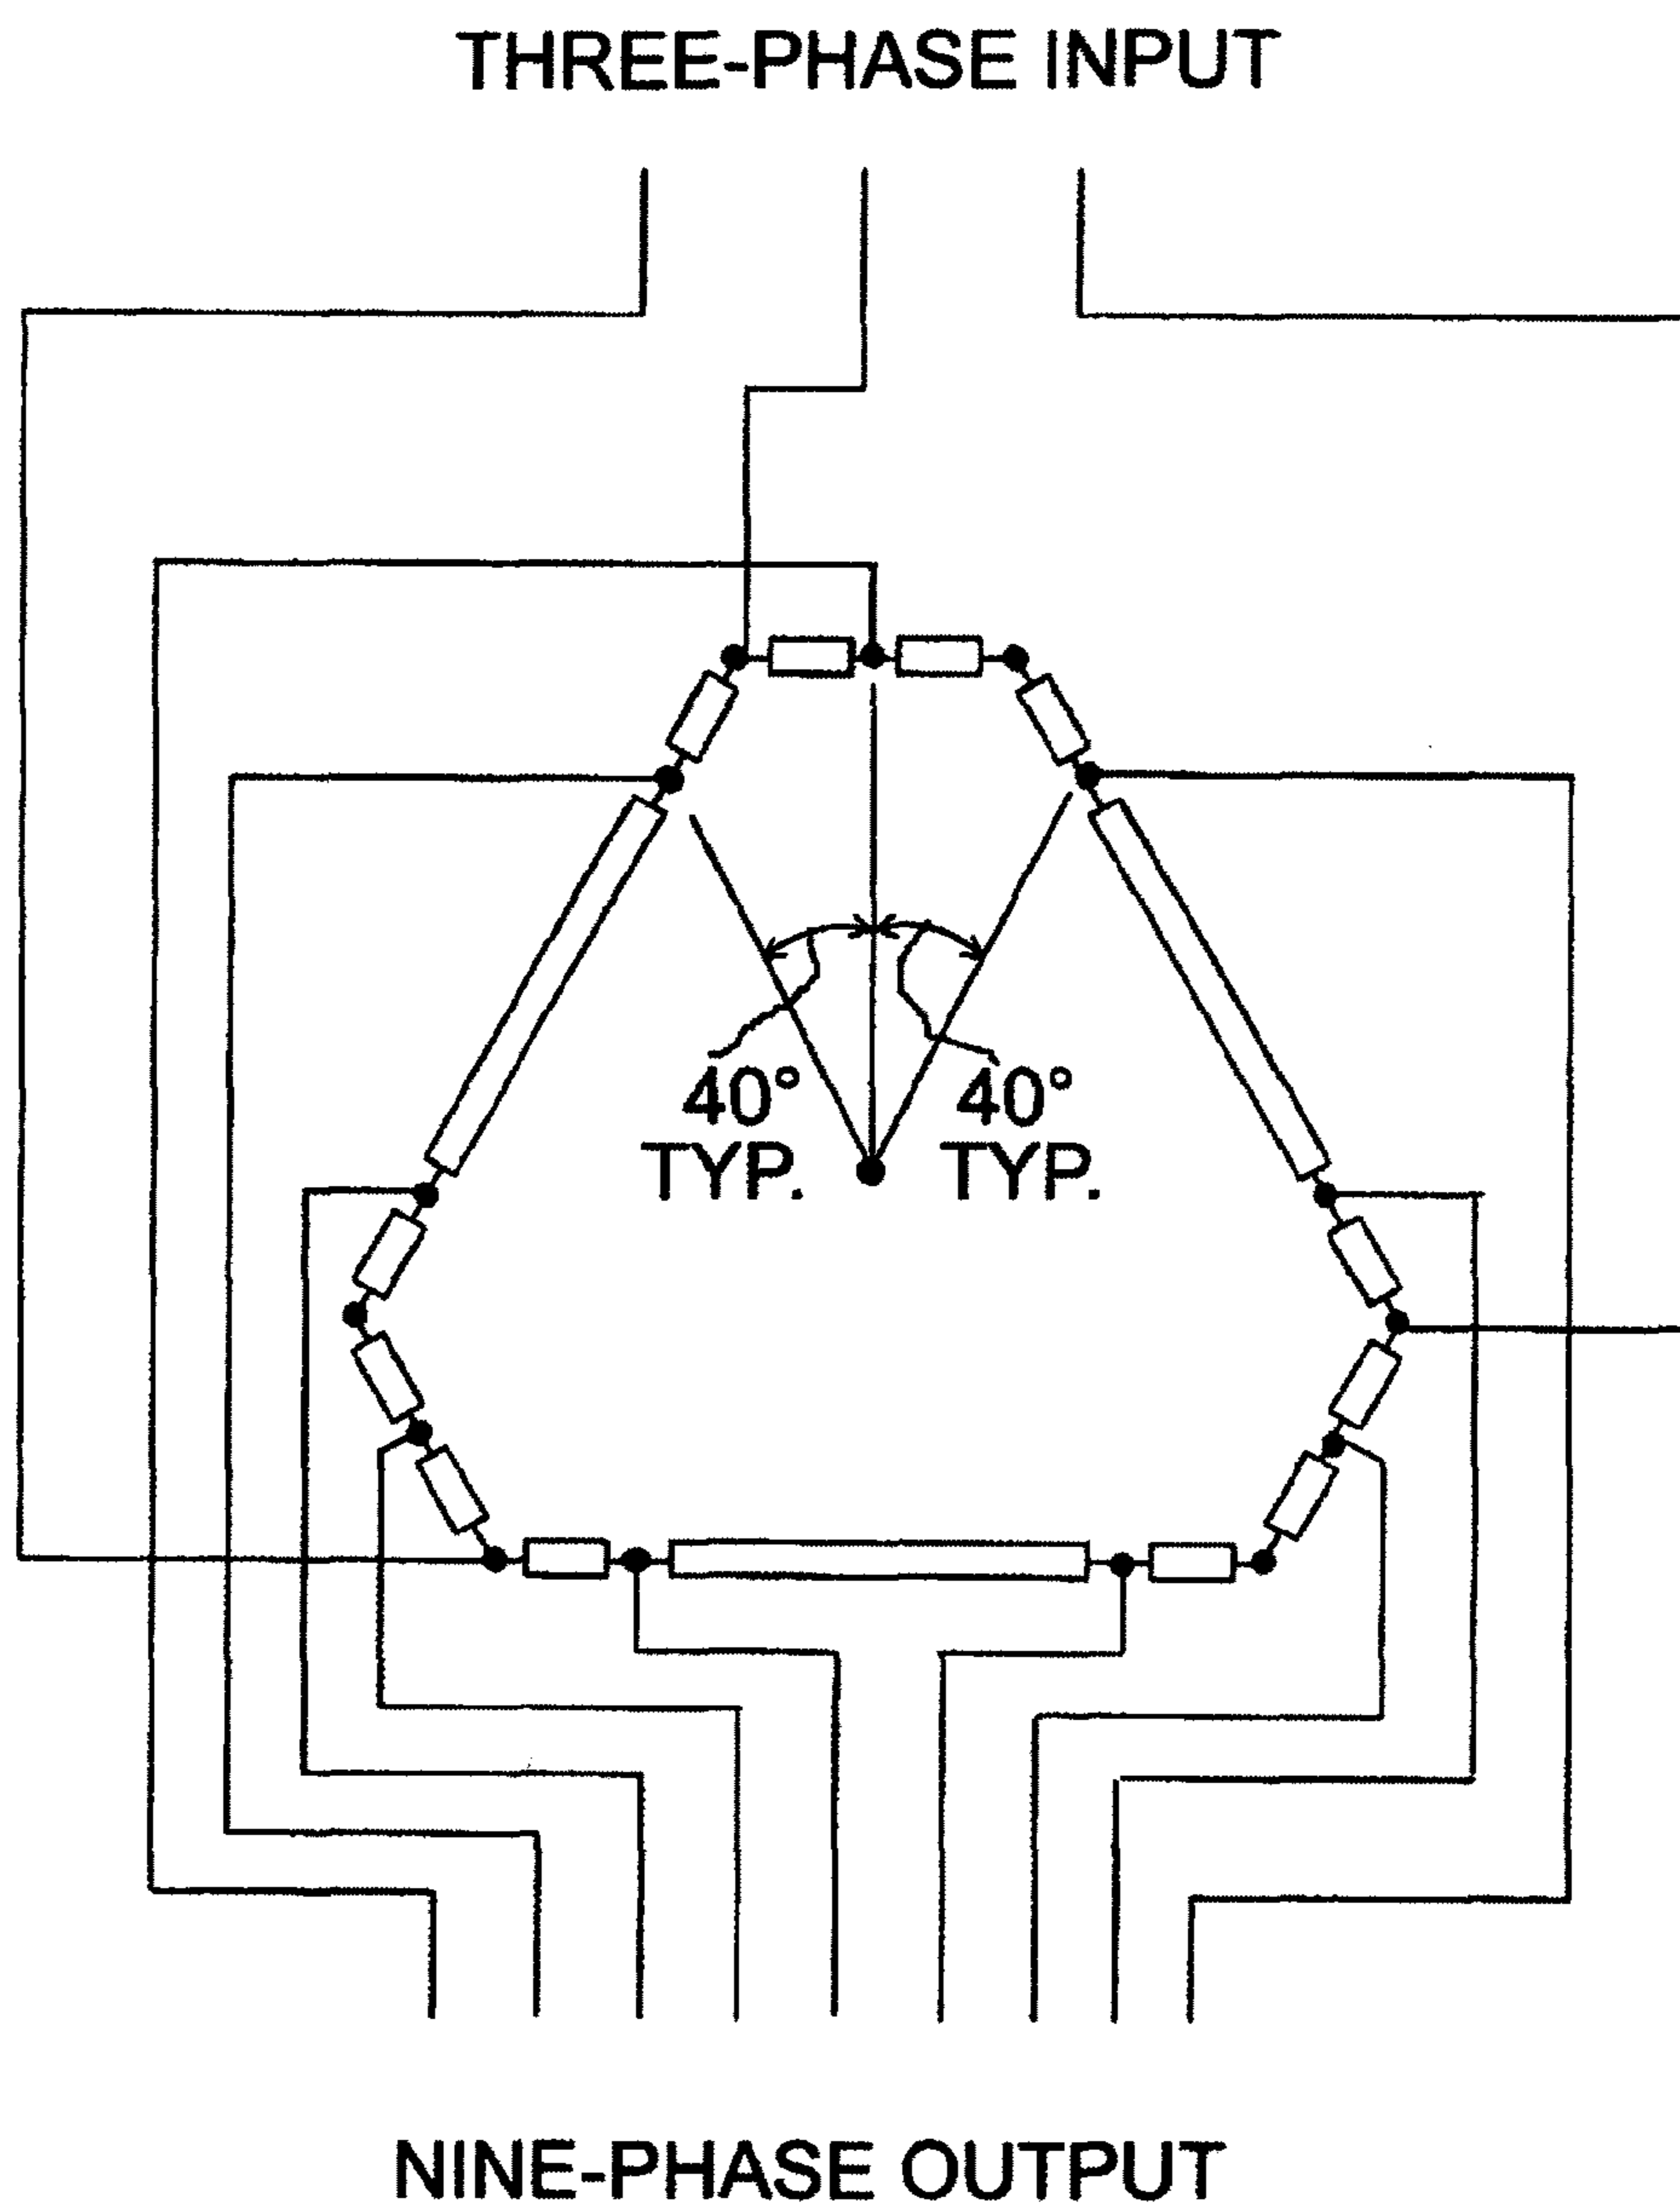 THREE-PHASE INPUT
40° 40°
TYP. TYP.
NINE-PHASE OUTPUT